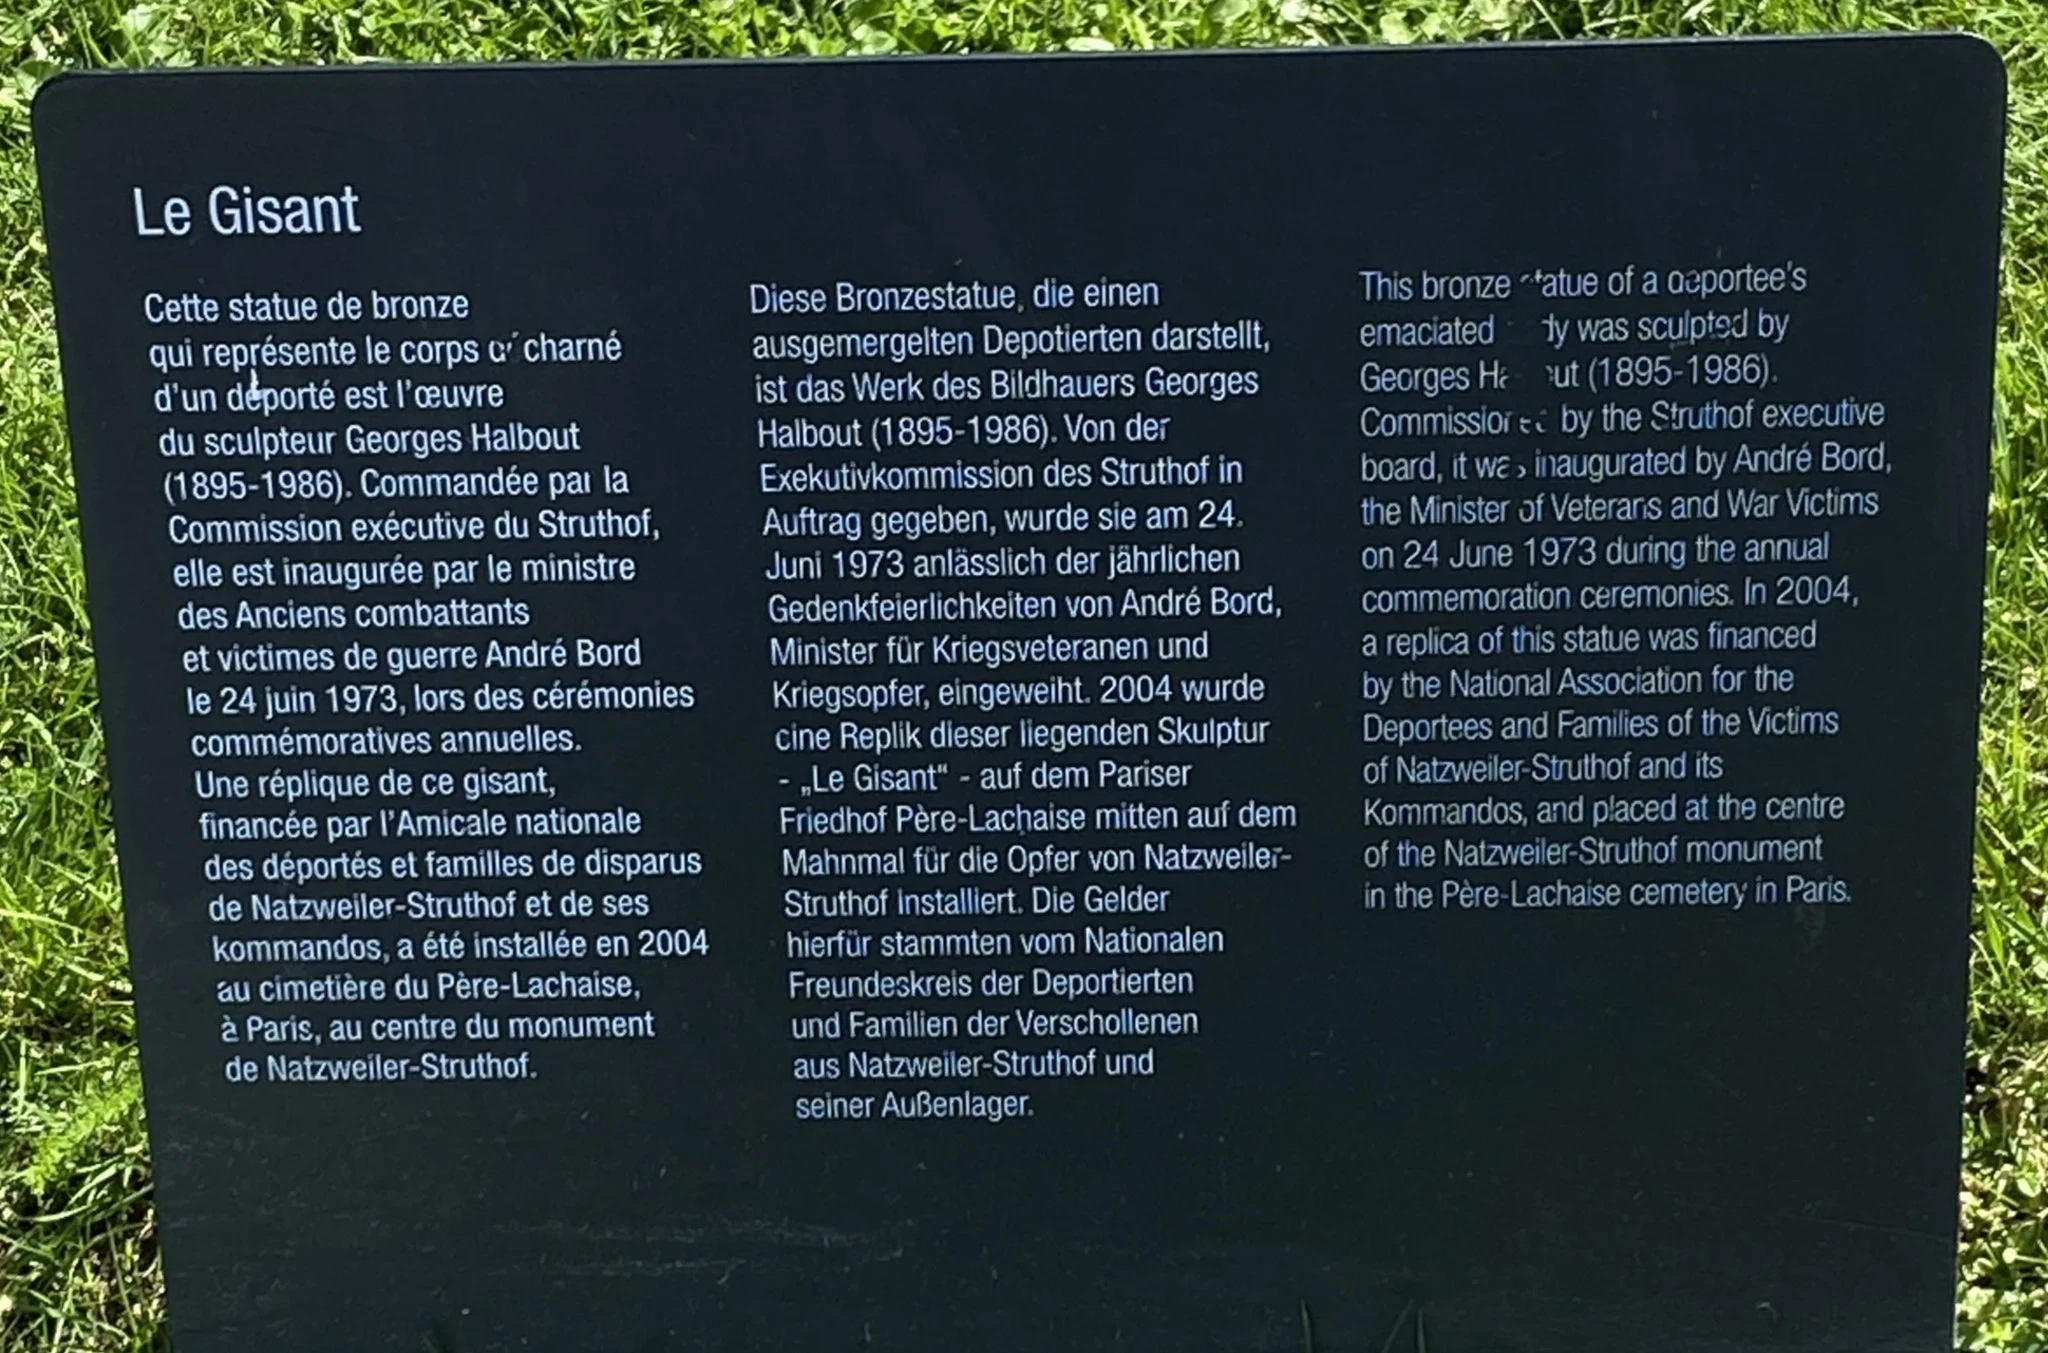 Le Gisant
Cette statue de bronze
qui représente le corps décharné
d'un déporté est l'œuvre
du sculpteur Georges Halbout
(1895-1986). Commandée par la
Commission exécutive du Struthof,
elle est inaugurée par le ministre
des Anciens combattants
et victimes de guerre André Bord
le 24 juin 1973, lors des cérémonies
commémoratives annuelles.
Une réplique de ce gisant,
financée par l'Amicale nationale
des déportés et familles de disparus
de Natzweiler-Struthof et de ses
kommandos, a été installée en 2004
au cimetière du Père-Lachaise,
à Paris, au centre du monument
de Natzweiler-Struthof.
Diese Bronzestatue, die einen
ausgemergelten Depotierten darstellt,
ist das Werk des Bildhauers Georges
Halbout (1895-1986). Von der
Exekutivkommission des Struthof in
Auftrag gegeben, wurde sie am 24.
Juni 1973 anlässlich der jährlichen
Gedenkfeierlichkeiten von André Bord,
Minister für Kriegsveteranen und
Kriegsopfer, eingeweiht. 2004 wurde
eine Replik dieser liegenden Skulptur
- „Le Gisant“ - auf dem Pariser
Friedhof Père-Lachaise mitten auf dem
Mahnmal für die Opfer von Natzweiler-
Struthof installiert. Die Gelder
hierfür stammten vom Nationalen
Freundeskreis der Deportierten
und Familien der Verschollenen
aus Natzweiler-Struthof und
seiner Außenlager.
This bronze statue of a deportee's
emaciated body was sculpted by
Georges Halbout (1895-1986).
Commissioned by the Struthof executive
board, it was inaugurated by André Bord,
the Minister of Veterans and War Victims
on 24 June 1973 during the annual
commemoration ceremonies. In 2004,
a replica of this statue was financed
by the National Association for the
Deportees and Families of the Victims
of Natzweiler-Struthof and its
Kommandos, and placed at the centre
of the Natzweiler-Struthof monument
in the Père-Lachaise cemetery in Paris.